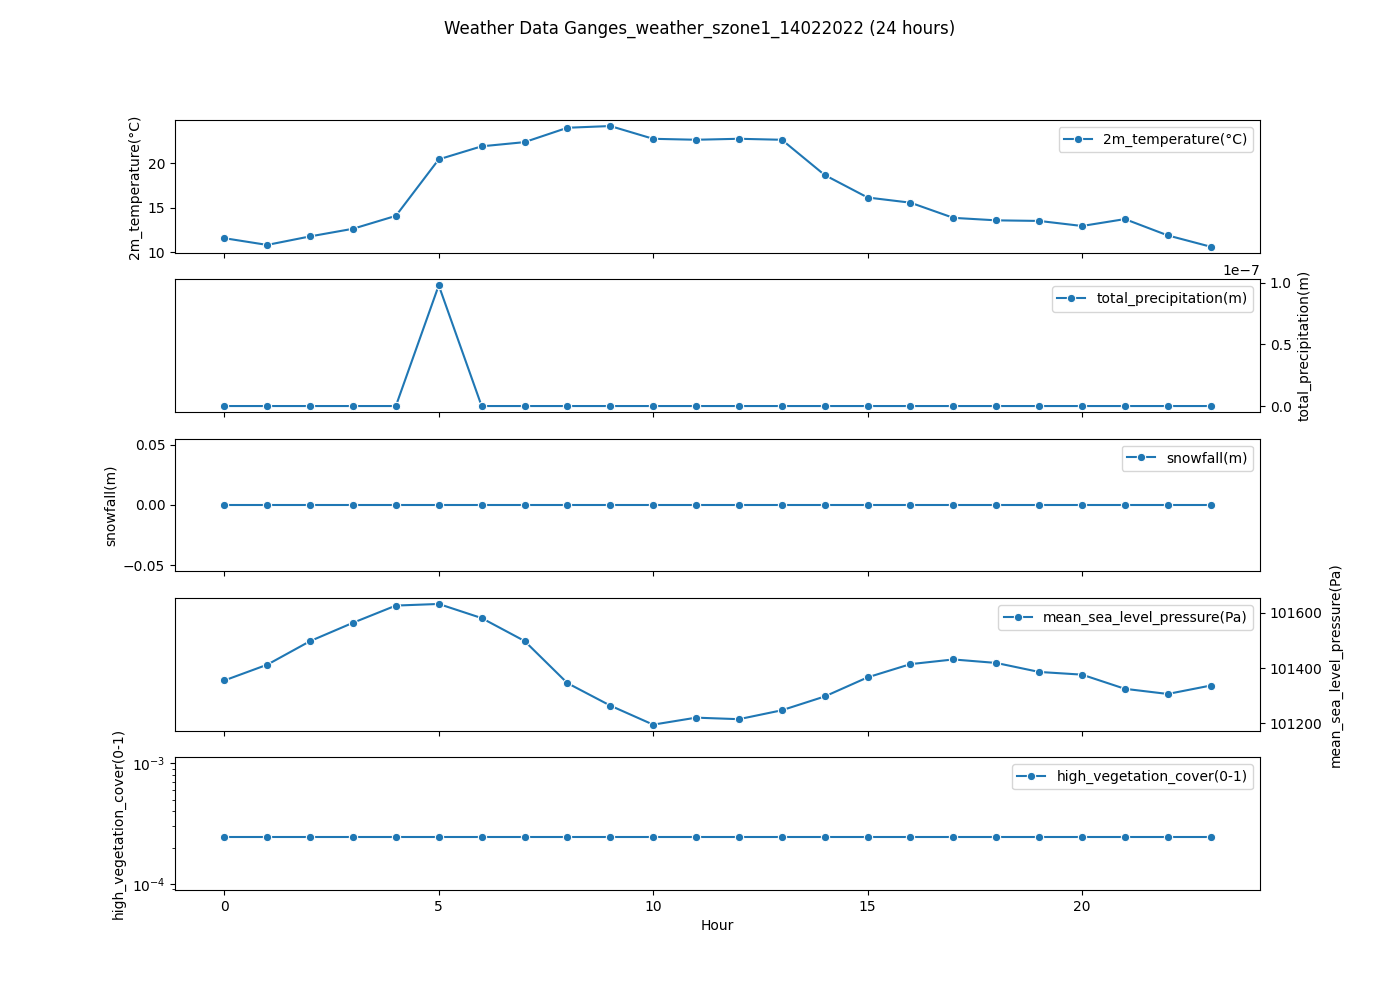 Weather Data Ganges_weather_szone1_14022022 (24 hours)
2m_temperature(°C)
20
15
10
2m_temperature(°C)
1e−7
total_precipitation(m)
1.0
0.5
0.0
total_precipitation(m)
snowfall(m)
0.05
0.00
−0.05
snowfall(m)
mean_sea_level_pressure(Pa)
101600
101400
101200
mean_sea_level_pressure(Pa)
high_vegetation_cover(0-1)
10⁻³
10⁻⁴
high_vegetation_cover(0-1)
0 5 10 15 20
Hour